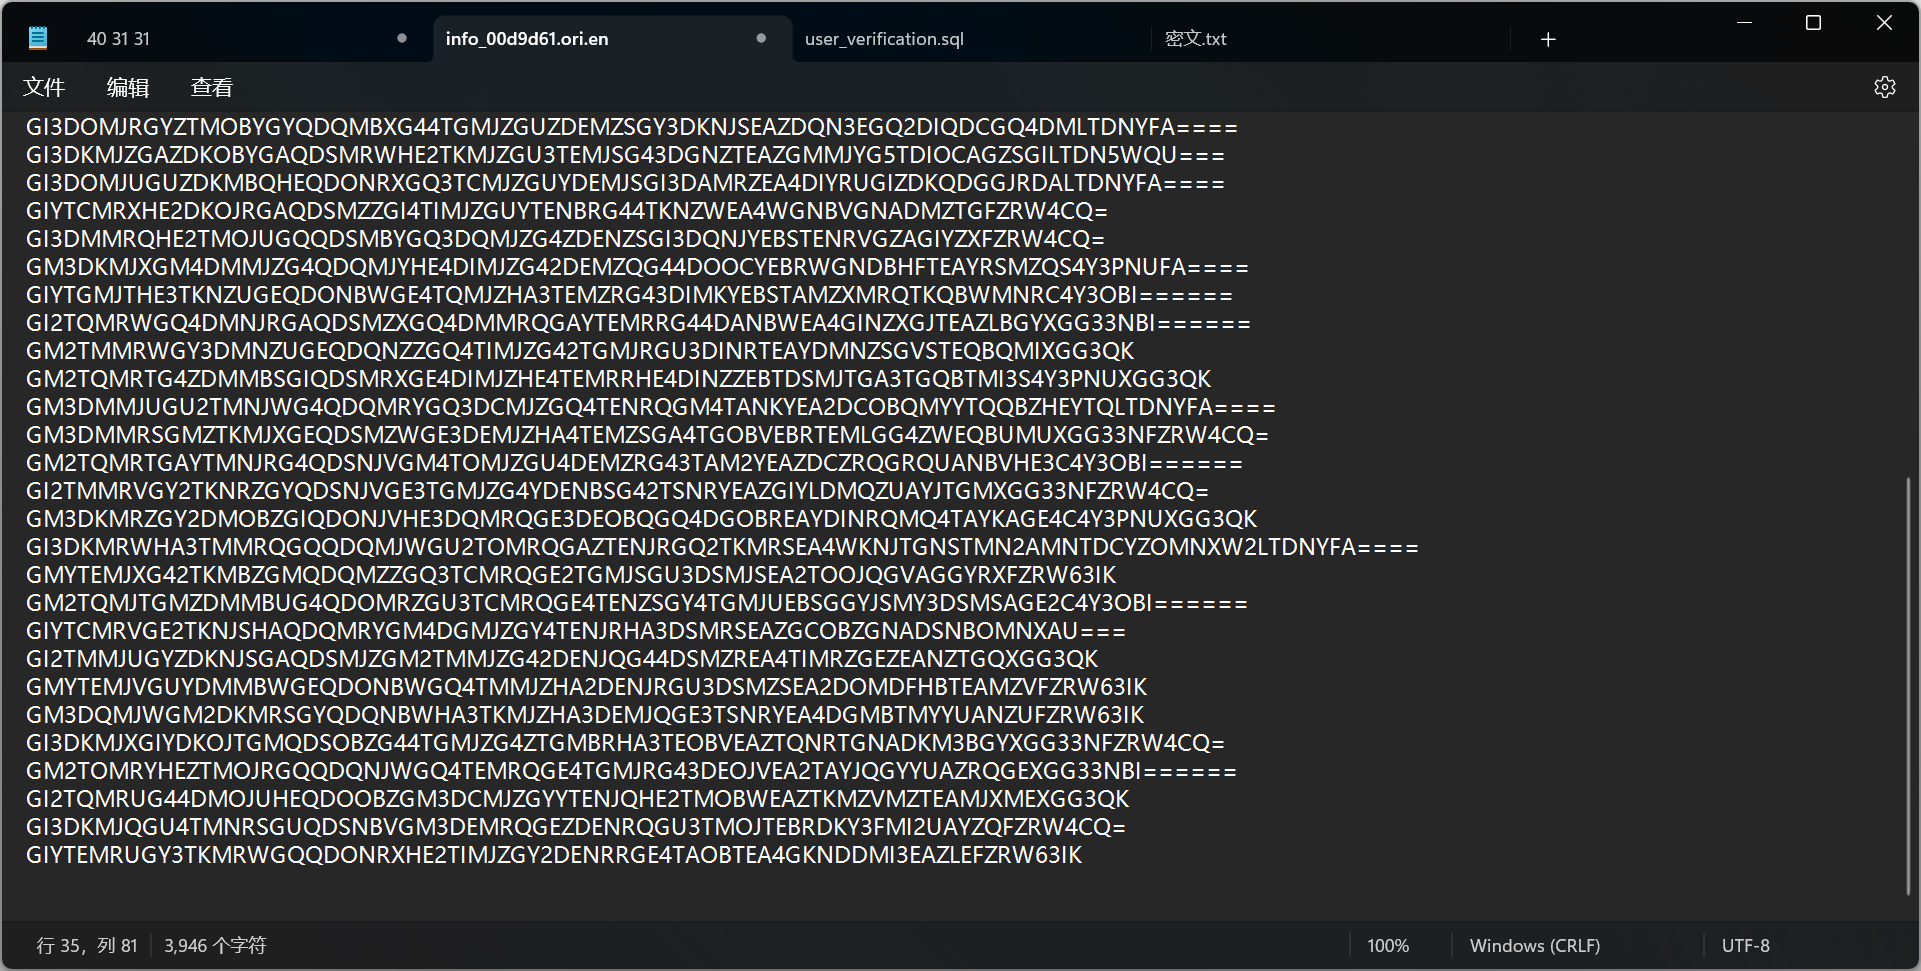 40 31 31
info_00d9d61.ori.en
user_verification.sql
密文.txt
文件 编辑 查看
GI3DOMJRGYZTMOBYGYQDQMBXG44TGMJZGUZDEMZSGY3DKNJSEAZDQN3EGQ2DIQDCGQ4DMLTDNYFA====
GI3DKMJZGAZDKOBYGAQDSMRWHE2TKMJZGU3TEMJSG43DGNZTEAZGMMJYG5TDIOCAGZSGILTDN5WQU===
GI3DOMJUGUZDKMBQHEQDONRXGQ3TCMJZGUYDEMJSGI3DAMRZEA4DIYRUGIZDKQDGGJRDALTDNYFA====
GIYTCMRXHE2DKOJRGAQDSMZZGI4TIMJZGUYTENBRG44TKNZWEA4WGNBVGNADMZTGFZRW4CQ=
GI3DMMRQHE2TMOJUGQQDSMBYGQ3DQMJZG4ZDENZSGI3DQNJYEBSTENRVGZAGIYZXFZRW4CQ=
GM3DKMJXGM4DMMJZG4QDQMJYHE4DIMJZG42DEMZQG44DOOCYEBRWGNDBHFTEAYRSMZQS4Y3PNUFA====
GIYTGMJTHE3TKNZUGEQDONBWGE4TQMJZHA3TEMZRG43DIMKYEBSTAMZXMRQTKQBWMNRC4Y3OBI======
GI2TQMRWGQ4DMNJRGAQDSMZXGQ4DMMRQGAYTEMRRG44DANBWEA4GINZXGJTEAZLBGYXGG33NBI======
GM2TMMRWGY3DMNZUGEQDQNZZGQ4TIMJZG42TGMJRGU3DINRTEAYDMNZSGVSTEQBQMIXGG3QK
GM2TQMRTG4ZDMMBSGIQDSMRXGE4DIMJZHE4TEMRRHE4DINZZEBTDSMJTGA3TGQBTMI3S4Y3PNUXGG3QK
GM3DMMJUGU2TMNJWG4QDQMRYGQ3DCMJZGQ4TENRQGM4TANKYEA2DCOBQMYYTQQBZHEYTQLTDNYFA====
GM3DMMRSGMZTKMJXGEQDSMZWGE3DEMJZHA4TEMZSGA4TGOBVEBRTEMLGG4ZWEQBUMUXGG33NFZRW4CQ=
GM2TQMRTGAYTMNJRG4QDSNJVGM4TOMJZGU4DEMZRG43TAM2YEAZDCZRQGRQUANBVHE3C4Y3OBI======
GI2TMMRVGY2TKNRZGYQDSNJVGE3TGMJZG4YDENBSG42TSNRYEAZGIYLDMQZUAYJTGMXGG33NFZRW4CQ=
GM3DKMRZGY2DMOBZGIQDONJVHE3DQMRQGE3DEOBQGQ4DGOBREAYDINRQMQ4TAYKAGE4C4Y3PNUXGG3QK
GI3DKMRWHA3TMMRQGQQDQMJWGU2TOMRQGAZTENJRGQ2TKMRSEA4WKNJTGNSTMN2AMNTDCYZOMNXW2LTDNYFA====
GMYTEMJXG42TKMBZGMQDQMZZGQ3TCMRQGE2TGMJSGU3DSMJSEA2TOOJQGVAGGYRXFZRW63IK
GM2TQMJTGMZDMMBUG4QDOMRZGU3TCMRQGE4TENZSGY4TGMJUEBSGGYJSMY3DSMSAGE2C4Y3OBI======
GIYTCMRVGE2TKNJSHAQDQMRYGM4DGMJZGY4TENJRHA3DSMRSEAZGCOBZGNADSNBOMNXAU===
GI2TMMJUGYZDKNJSGAQDSMJZGM2TMMJZG42DENJQG44DSMZREA4TIMRZGEZEANZTGQXGG3QK
GMYTEMJVGUYDMMBWGEQDONBWGQ4TMMJZHA2DENJRGU3DSMZSEA2DOMDFHBTEAMZVFZRW63IK
GM3DQMJWGM2DKMRSGYQDQNBWHA3TKMJZHA3DEMJQGE3TSNRYEA4DGMBTMYYUANZUFZRW63IK
GI3DKMJXGIYDKOJTGMQDSOBZG44TGMJZG4ZTGMBRHA3TEOBVEAZTQNRTGNADKM3BGYXGG33NFZRW4CQ=
GM2TOMRYHEZTMOJRGQQDQNJWGQ4TEMRQGE4TGMJRG43DEOJVEA2TAYJQGYYUAZRQGEXGG33NBI======
GI2TQMRUG44DMOJUHEQDOOBZGM3DCMJZGYYTENJQHE2TMOBWEAZTKMZVMZTEAMJXMEXGG3QK
GI3DKMJQGU4TMNRSGUQDSNBVGM3DEMRQGEZDENRQGU3TMOJTEBRDKY3FMI2UAYZQFZRW4CQ=
GIYTEMRUGY3TKMRWGQQDONRXHE2TIMJZGY2DENRRGE4TAOBTEA4GKNDDMI3EAZLEFZRW63IK
行 35，列 81
3,946 个字符
100%
Windows (CRLF)
UTF-8